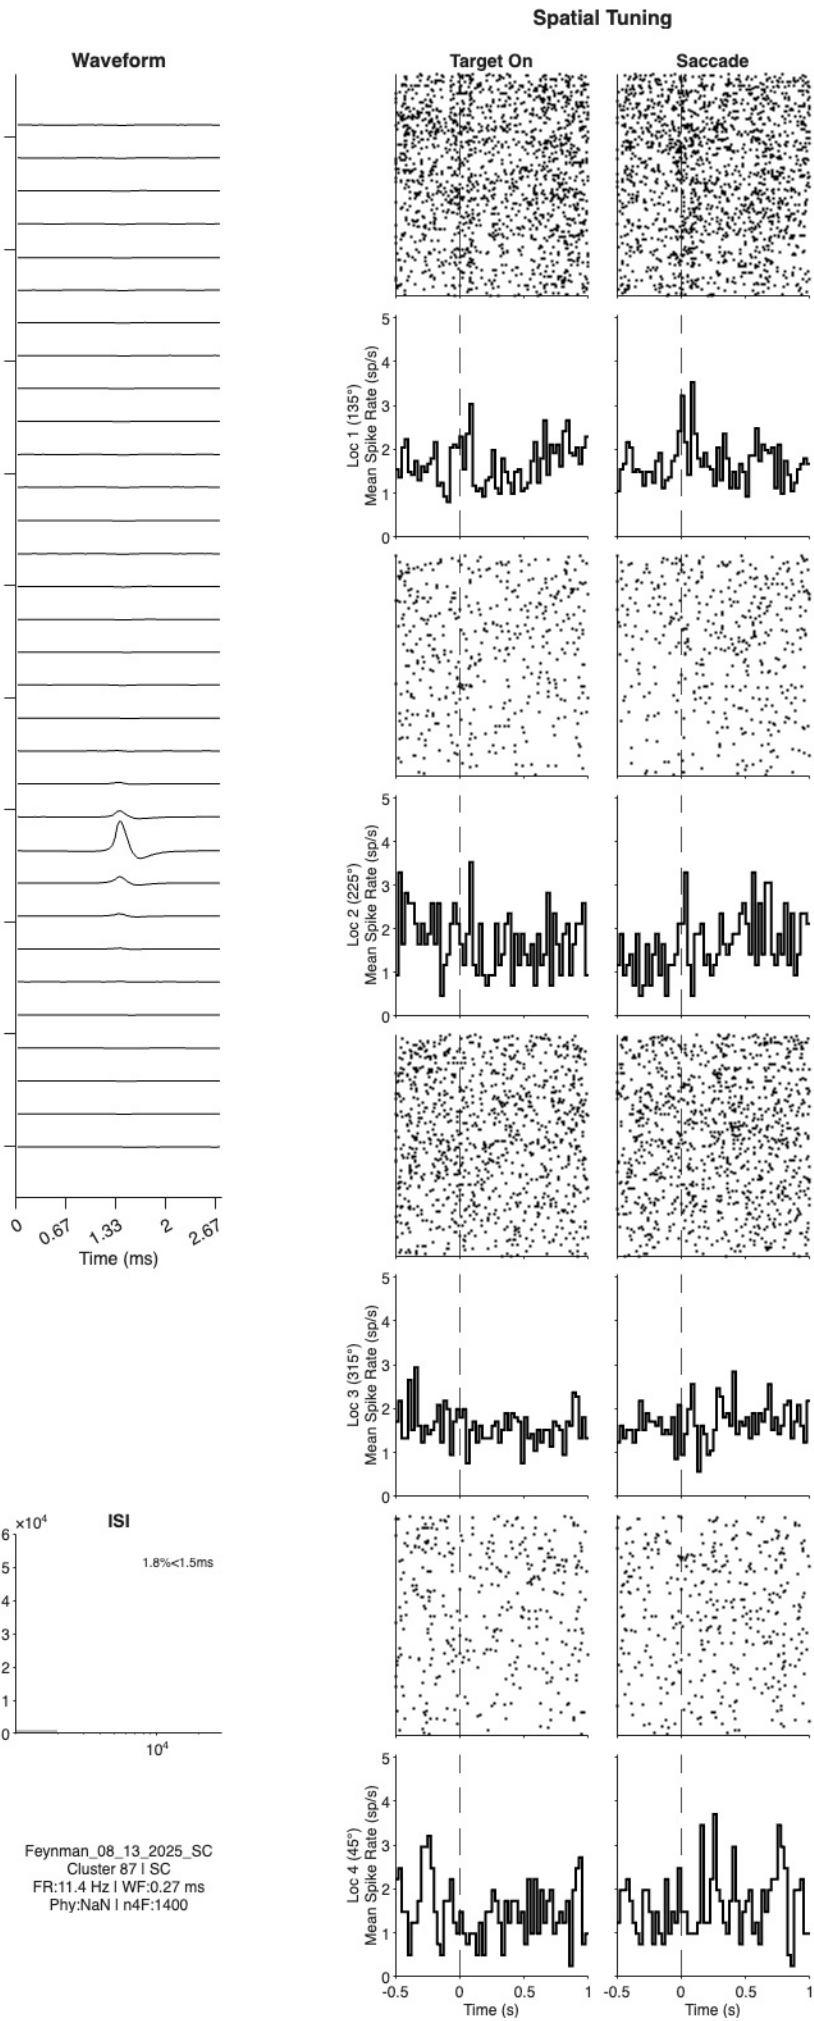 Spatial Tuning
Waveform
Target On
Saccade
0
0.67
1.33
2
2.67
Time (ms)
5
4
3
2
1
0
Loc 1 (135°)
Mean Spike Rate (sp/s)
5
4
3
2
1
0
Loc 2 (225°)
Mean Spike Rate (sp/s)
5
4
3
2
1
0
Loc 3 (315°)
Mean Spike Rate (sp/s)
ISI
×10⁴
6
5
4
3
2
1
0
1.8%<1.5ms
10⁴
Feynman_08_13_2025_SC
Cluster 87 | SC
FR:11.4 Hz | WF:0.27 ms
Phy:NaN | n4F:1400
5
4
3
2
1
0
Loc 4 (45°)
Mean Spike Rate (sp/s)
-0.5
0
0.5
1
Time (s)
-0.5
0
0.5
1
Time (s)